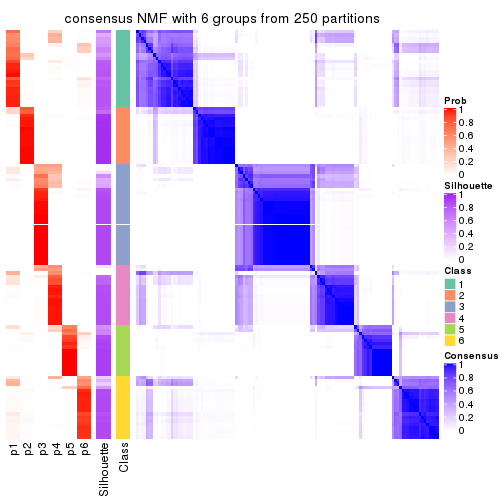 consensus NMF with 6 groups from 250 partitions
Prob
1
0.8
0.6
0.4
0.2
0
Silhouette
1
0.8
0.6
0.4
0.2
0
Class
1
2
3
4
5
6
Consensus
1
0.8
0.6
0.4
0.2
0
p1
p2
p3
p4
p5
p6
Silhouette
Class